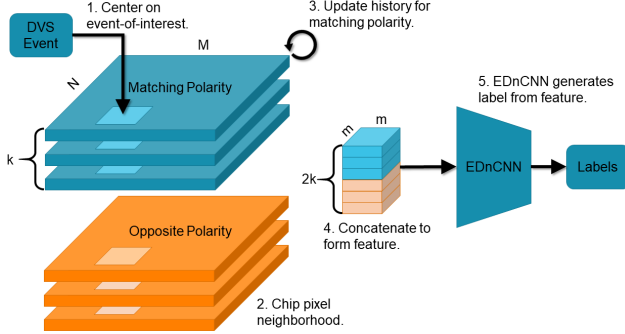 1. Center on
event-of-interest.
DVS
Event
M
N
3. Update history for
matching polarity.
Matching Polarity
k
Opposite Polarity
2. Chip pixel
neighborhood.
m
m
2k
4. Concatenate to
form feature.
5. EDnCNN generates
label from feature.
EDnCNN
Labels